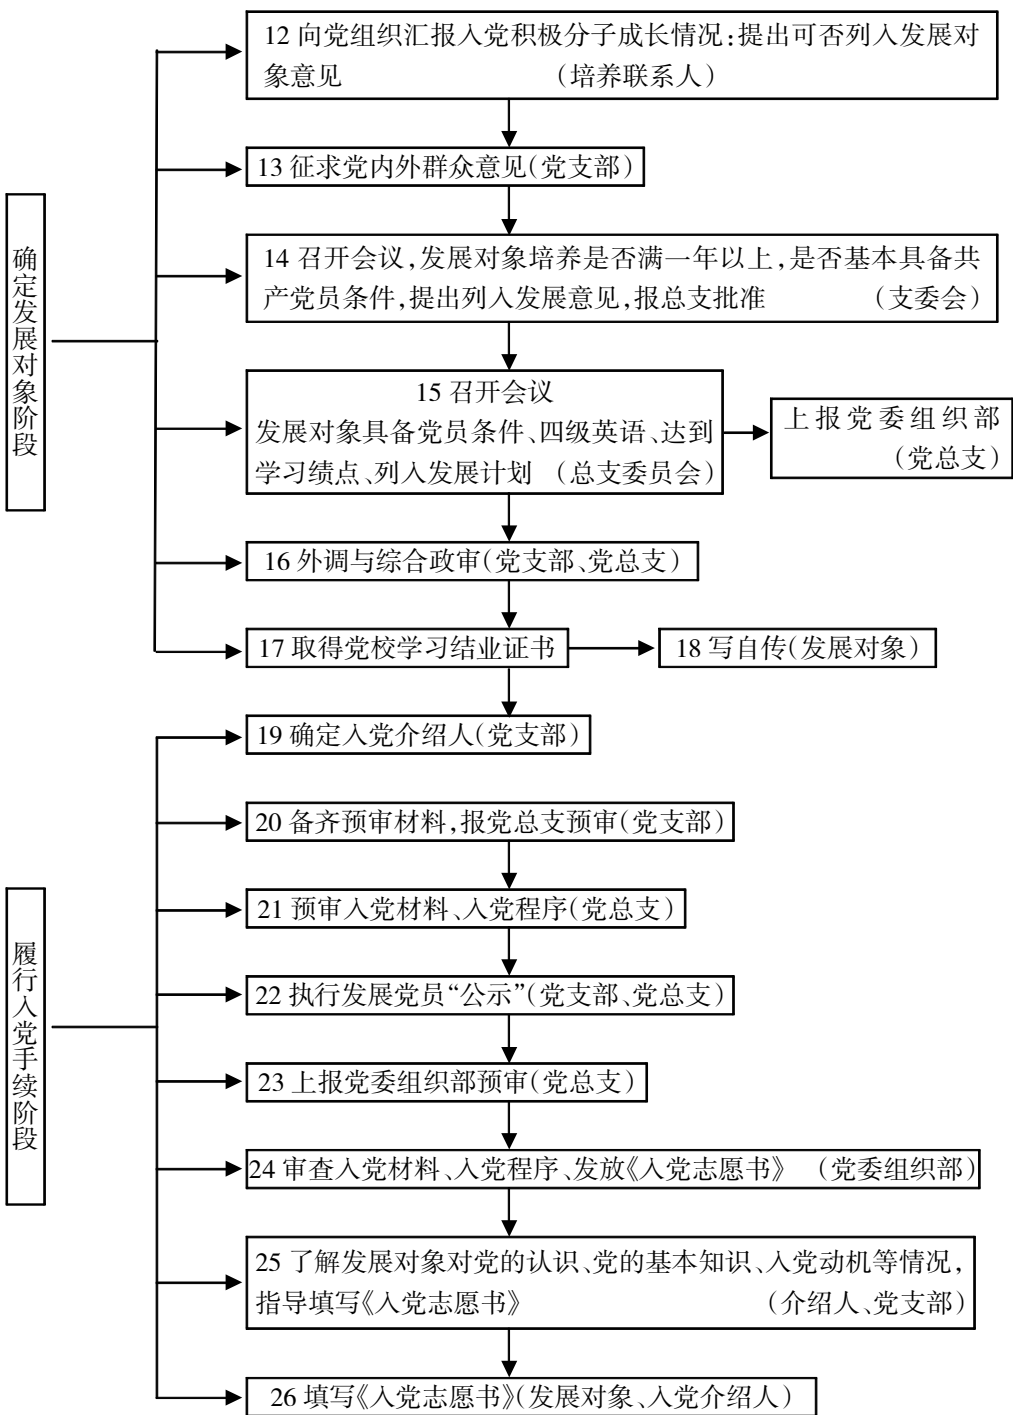 12 向党组织汇报入党积极分子成长情况：提出可否列入发展对
象意见 （培养联系人）
13 征求党内外群众意见（党支部）
确定发展对象阶段
14 召开会议，发展对象培养是否满一年以上，是否基本具备共
产党员条件，提出列入发展意见，报总支批准 （支委会）
15 召开会议
发展对象具备党员条件、四级英语、达到
学习绩点、列入发展计划 （总支委员会）
上报党委组织部
（党总支）
16 外调与综合政审（党支部、党总支）
17 取得党校学习结业证书
18 写自传（发展对象）
19 确定入党介绍人（党支部）
20 备齐预审材料，报党总支预审（党支部）
21 预审入党材料、入党程序（党总支）
履行入党手续阶段
22 执行发展党员“公示”（党支部、党总支）
23 上报党委组织部预审（党总支）
24 审查入党材料、入党程序、发放《入党志愿书》 （党委组织部）
25 了解发展对象对党的认识、党的基本知识、入党动机等情况，
指导填写《入党志愿书》 （介绍人、党支部）
26 填写《入党志愿书》（发展对象、入党介绍人）